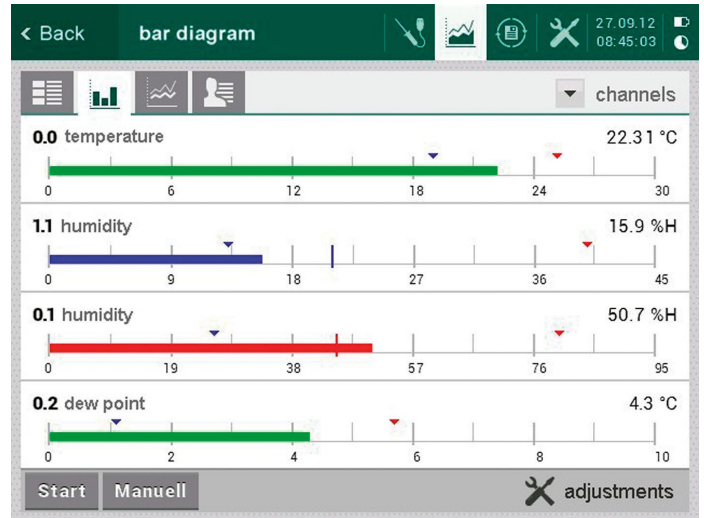 < Back bar diagram 27.09.12
08:45:03
channels
0.0 temperature 22.31 °C
0 6 12 18 24 30
1.1 humidity 15.9 %H
0 9 18 27 36 45
0.1 humidity 50.7 %H
0 19 38 57 76 95
0.2 dew point 4.3 °C
0 2 4 6 8 10
Start Manuell adjustments